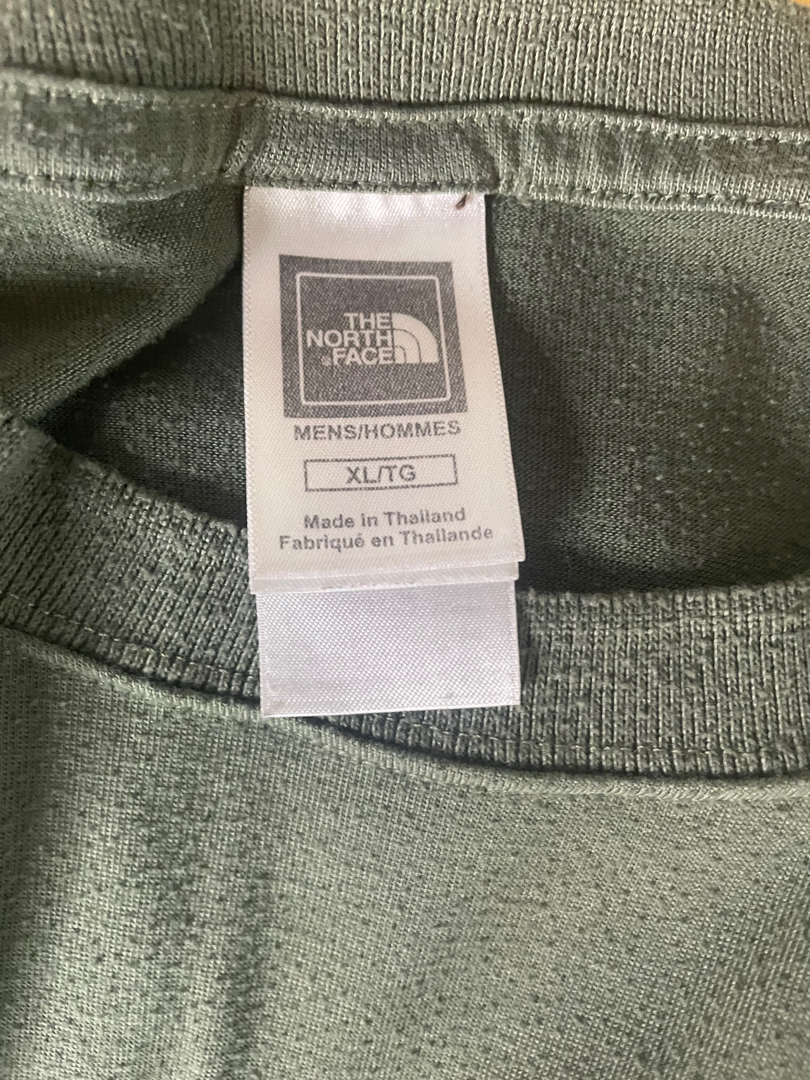 THE
NORTH
FACE
MENS/HOMMES
XL/TG
Made in Thailand
Fabriqué en Thaïlande